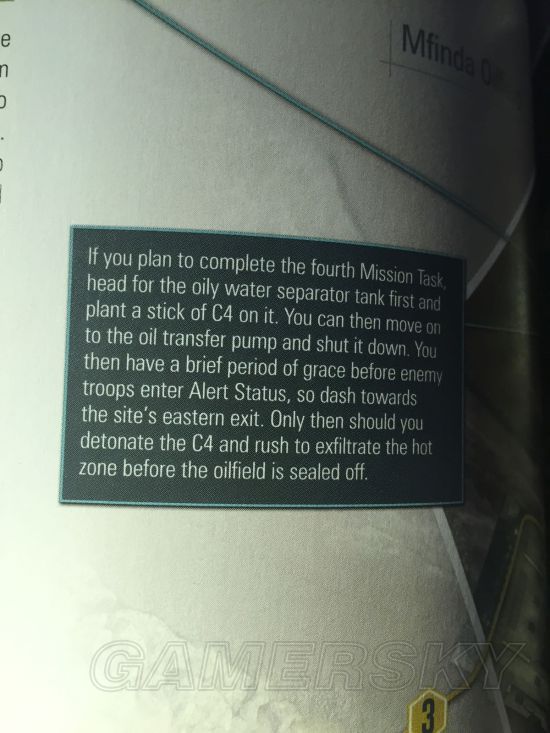 e
n
o
.
o
d
Mfinda
If you plan to complete the fourth Mission Task,
head for the oily water separator tank first and
plant a stick of C4 on it. You can then move on
to the oil transfer pump and shut it down. You
then have a brief period of grace before enemy
troops enter Alert Status, so dash towards
the site's eastern exit. Only then should you
detonate the C4 and rush to exfiltrate the hot
zone before the oilfield is sealed off.
GAMERSKY
3